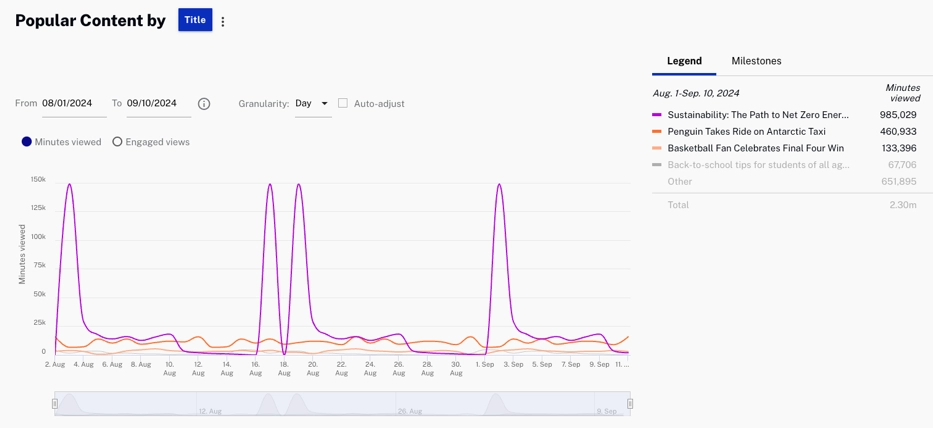 Popular Content by Title
Legend Milestones
From 08/01/2024 To 09/10/2024 Granularity: Day Auto-adjust
Minutes viewed Engaged views
Aug. 1-Sep. 10, 2024 Minutes viewed
Sustainability: The Path to Net Zero Ener... 985,029
Penguin Takes Ride on Antarctic Taxi 460,933
Basketball Fan Celebrates Final Four Win 133,396
Back-to-school tips for students of all ag... 67,706
Other 651,895
Total 2.30m
Minutes viewed
150k
125k
100k
75k
50k
25k
0
2. Aug 4. Aug 6. Aug 8. Aug 10. Aug 12. Aug 14. Aug 16. Aug 18. Aug 20. Aug 22. Aug 24. Aug 26. Aug 28. Aug 30. Aug 1. Sep 3. Sep 5. Sep 7. Sep 9. Sep 11. ...
12. Aug 26. Aug 9. Sep